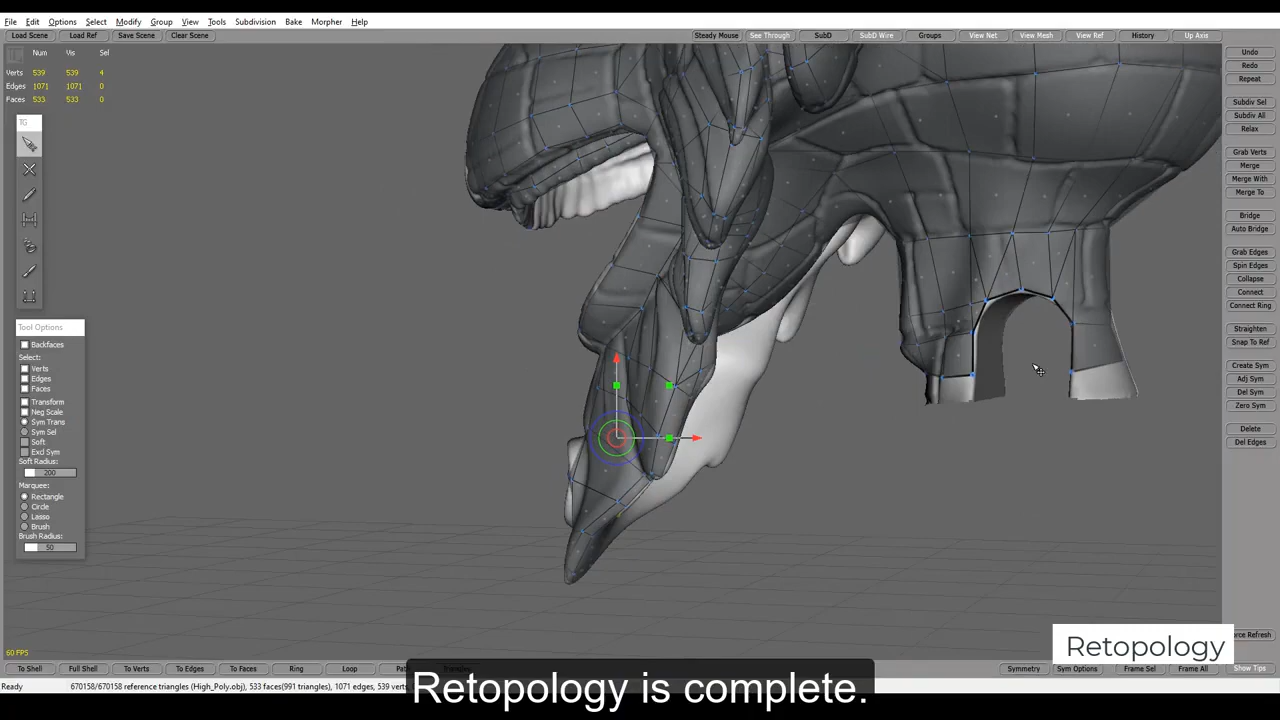 File Edit Options Select Modify Group View Tools Subdivision Bake Morpher Help
Load Scene Load Ref Save Scene Clear Scene Steady Mouse See Through SubD SubD Wire Groups View Net View Mesh View Ref History Up Axis
Num Vis Sel
Verts 539 539 4
Edges 1071 1071 0
Faces 533 533 0
TG
Tool Options
Backfaces
Select:
Verts
Edges
Faces
Transform
Neg Scale
Sym Trans
Sym Sel
Soft
Excl Sym
Soft Radius:
200
Marquee:
Rectangle
Circle
Lasso
Brush
Brush Radius:
50
Undo
Redo
Repeat
Subdiv Sel
Subdiv All
Relax
Grab Verts
Merge
Merge With
Merge To
Bridge
Auto Bridge
Grab Edges
Spin Edges
Collapse
Connect
Connect Ring
Straighten
Snap To Ref
Create Sym
Adj Sym
Del Sym
Zero Sym
Delete
Del Edges
orce Refresh
Show Tips
Retopology
60 FPS
To Shell Full Shell To Verts To Edges To Faces Ring Loop Symmetry Sym Options Frame Sel Frame All
Ready 670158/670158 reference triangles (High_Poly.obj), 533 faces(991 triangles), 1071 edges, 539 vert
Retopology is complete.